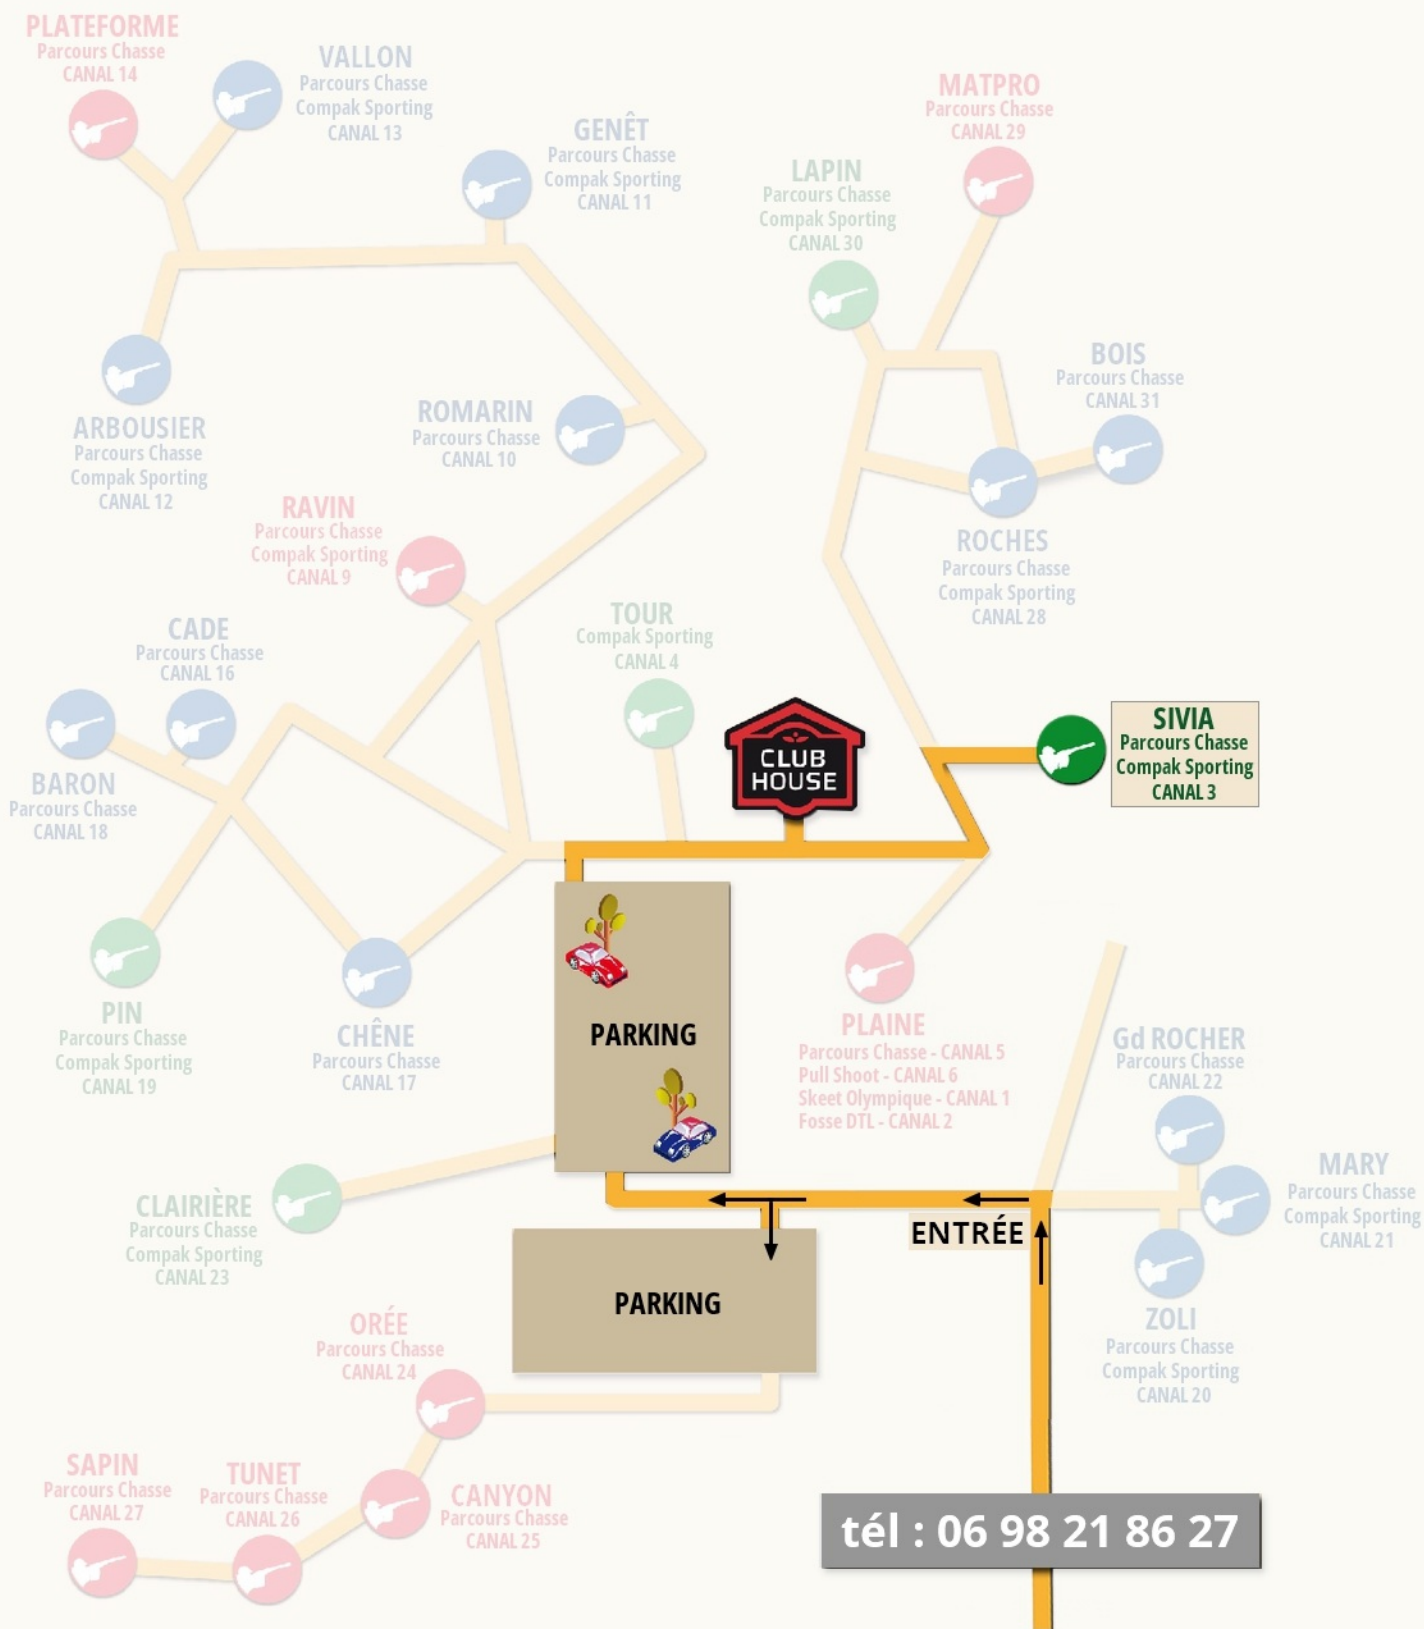 PLATEFORME
Parcours Chasse
CANAL 14
VALLON
Parcours Chasse
Compak Sporting
CANAL 13
GENÊT
Parcours Chasse
Compak Sporting
CANAL 11
MATPRO
Parcours Chasse
CANAL 29
LAPIN
Parcours Chasse
Compak Sporting
CANAL 30
BOIS
Parcours Chasse
CANAL 31
ARBOUSIER
Parcours Chasse
Compak Sporting
CANAL 12
ROMARIN
Parcours Chasse
CANAL 10
RAVIN
Parcours Chasse
Compak Sporting
CANAL 9
ROCHES
Parcours Chasse
Compak Sporting
CANAL 28
CADE
Parcours Chasse
CANAL 16
TOUR
Compak Sporting
CANAL 4
CLUB
HOUSE
SIVIA
Parcours Chasse
Compak Sporting
CANAL 3
BARON
Parcours Chasse
CANAL 18
PIN
Parcours Chasse
Compak Sporting
CANAL 19
CHÊNE
Parcours Chasse
CANAL 17
PARKING
PLAINE
Parcours Chasse - CANAL 5
Pull Shoot - CANAL 6
Skeet Olympique - CANAL 1
Fosse DTL - CANAL 2
Gd ROCHER
Parcours Chasse
CANAL 22
MARY
Parcours Chasse
Compak Sporting
CANAL 21
CLAIRIÈRE
Parcours Chasse
Compak Sporting
CANAL 23
ENTRÉE
PARKING
ZOLI
Parcours Chasse
Compak Sporting
CANAL 20
ORÉE
Parcours Chasse
CANAL 24
SAPIN
Parcours Chasse
CANAL 27
TUNET
Parcours Chasse
CANAL 26
CANYON
Parcours Chasse
CANAL 25
tél : 06 98 21 86 27